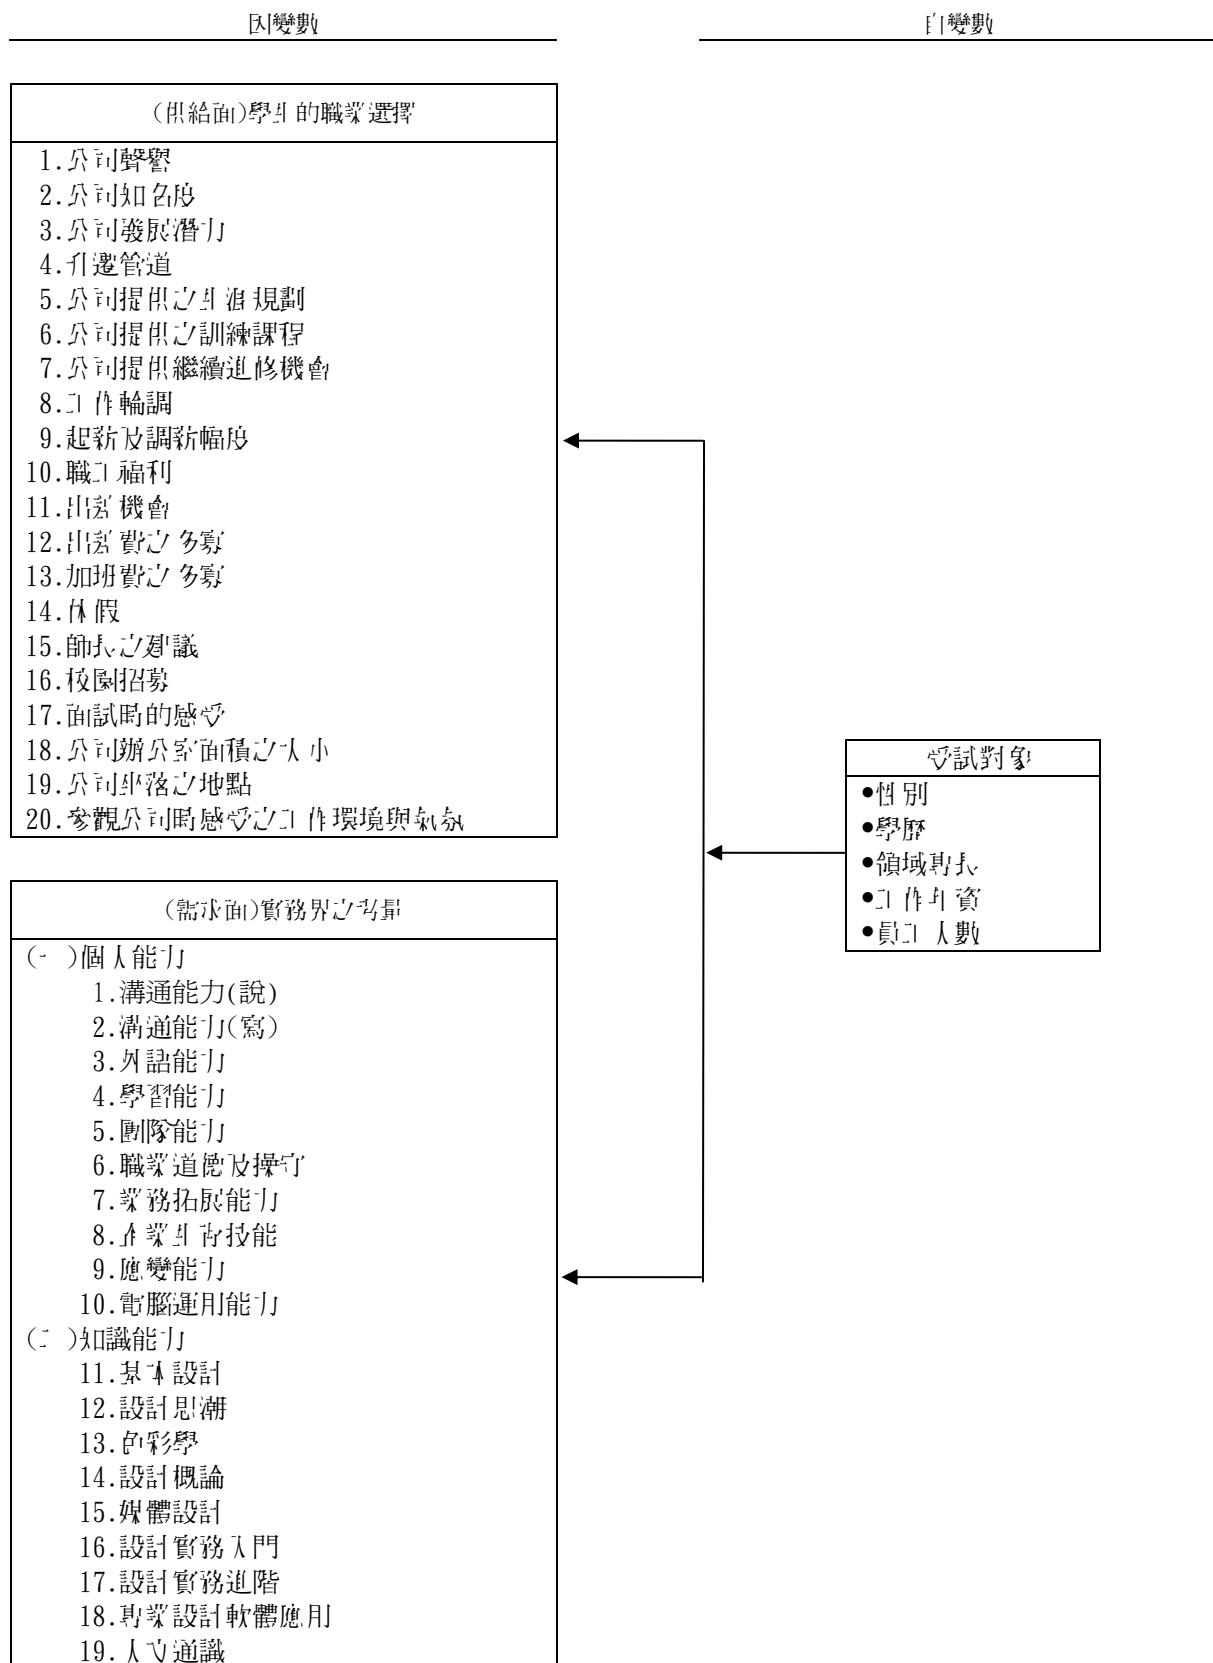 因變數
自變數
(供給面)學生的職業選擇
1.公司聲譽
2.公司知名度
3.公司發展潛力
4.升遷管道
5.公司提供之生涯規劃
6.公司提供之訓練課程
7.公司提供繼續進修機會
8.工作輪調
9.起薪及調薪幅度
10.職工福利
11.出差機會
12.出差費之多寡
13.加班費之多寡
14.休假
15.師長之建議
16.校園招募
17.面試時的感受
18.公司辦公室面積之大小
19.公司坐落之地點
20.參觀公司時感受之工作環境與氣氛
受試對象
●性別
●學歷
●領域專長
●工作年資
●員工人數
(需求面)實務界之考量
(一)個人能力
1.溝通能力(說)
2.溝通能力(寫)
3.外語能力
4.學習能力
5.團隊能力
6.職業道德及操守
7.業務拓展能力
8.企業生存技能
9.應變能力
10.電腦運用能力
(二)知識能力
11.基本設計
12.設計思潮
13.色彩學
14.設計概論
15.媒體設計
16.設計實務入門
17.設計實務進階
18.專業設計軟體應用
19.人文通識